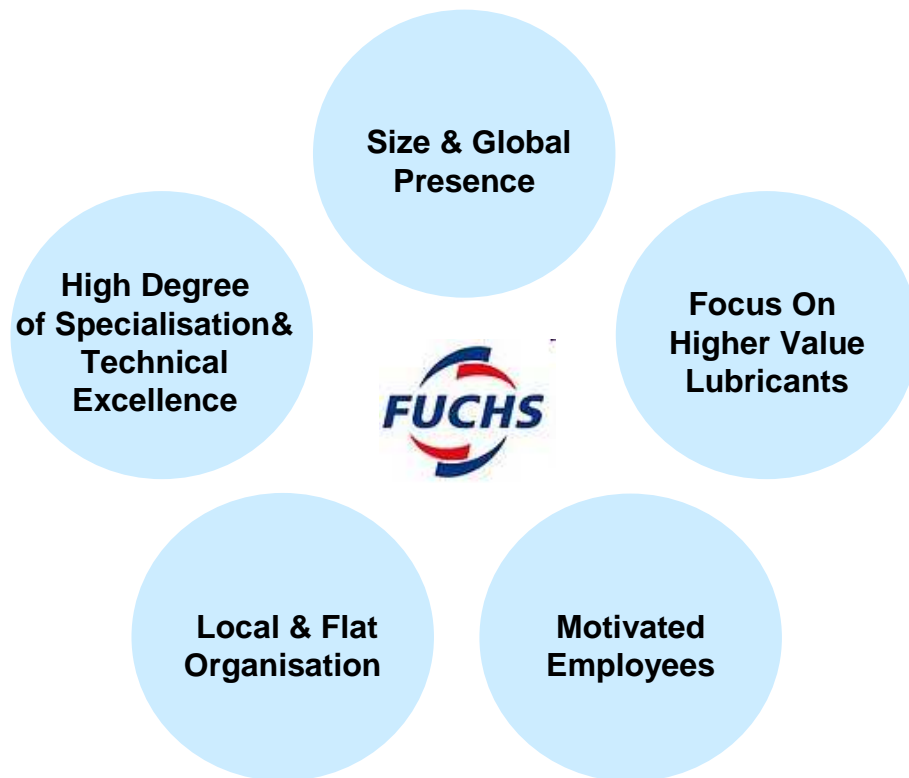 Size & Global
Presence
High Degree
of Specialisation&
Technical
Excellence
Focus On
Higher Value
Lubricants
FUCHS
Local & Flat
Organisation
Motivated
Employees